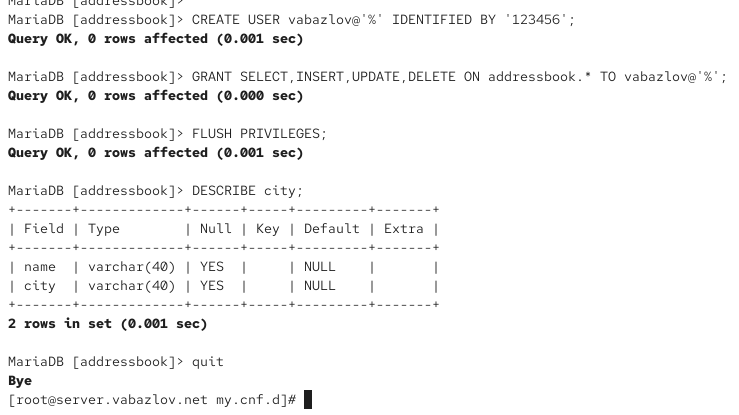 MariaDB [addressbook]>
MariaDB [addressbook]> CREATE USER vabazlov@'%' IDENTIFIED BY '123456';
Query OK, 0 rows affected (0.001 sec)

MariaDB [addressbook]> GRANT SELECT,INSERT,UPDATE,DELETE ON addressbook.* TO vabazlov@'%';
Query OK, 0 rows affected (0.000 sec)

MariaDB [addressbook]> FLUSH PRIVILEGES;
Query OK, 0 rows affected (0.001 sec)

MariaDB [addressbook]> DESCRIBE city;
+-------+-------------+------+-----+---------+-------+
| Field | Type        | Null | Key | Default | Extra |
+-------+-------------+------+-----+---------+-------+
| name  | varchar(40) | YES  |     | NULL    |       |
| city  | varchar(40) | YES  |     | NULL    |       |
+-------+-------------+------+-----+---------+-------+
2 rows in set (0.001 sec)

MariaDB [addressbook]> quit
Bye
[root@server.vabazlov.net my.cnf.d]#